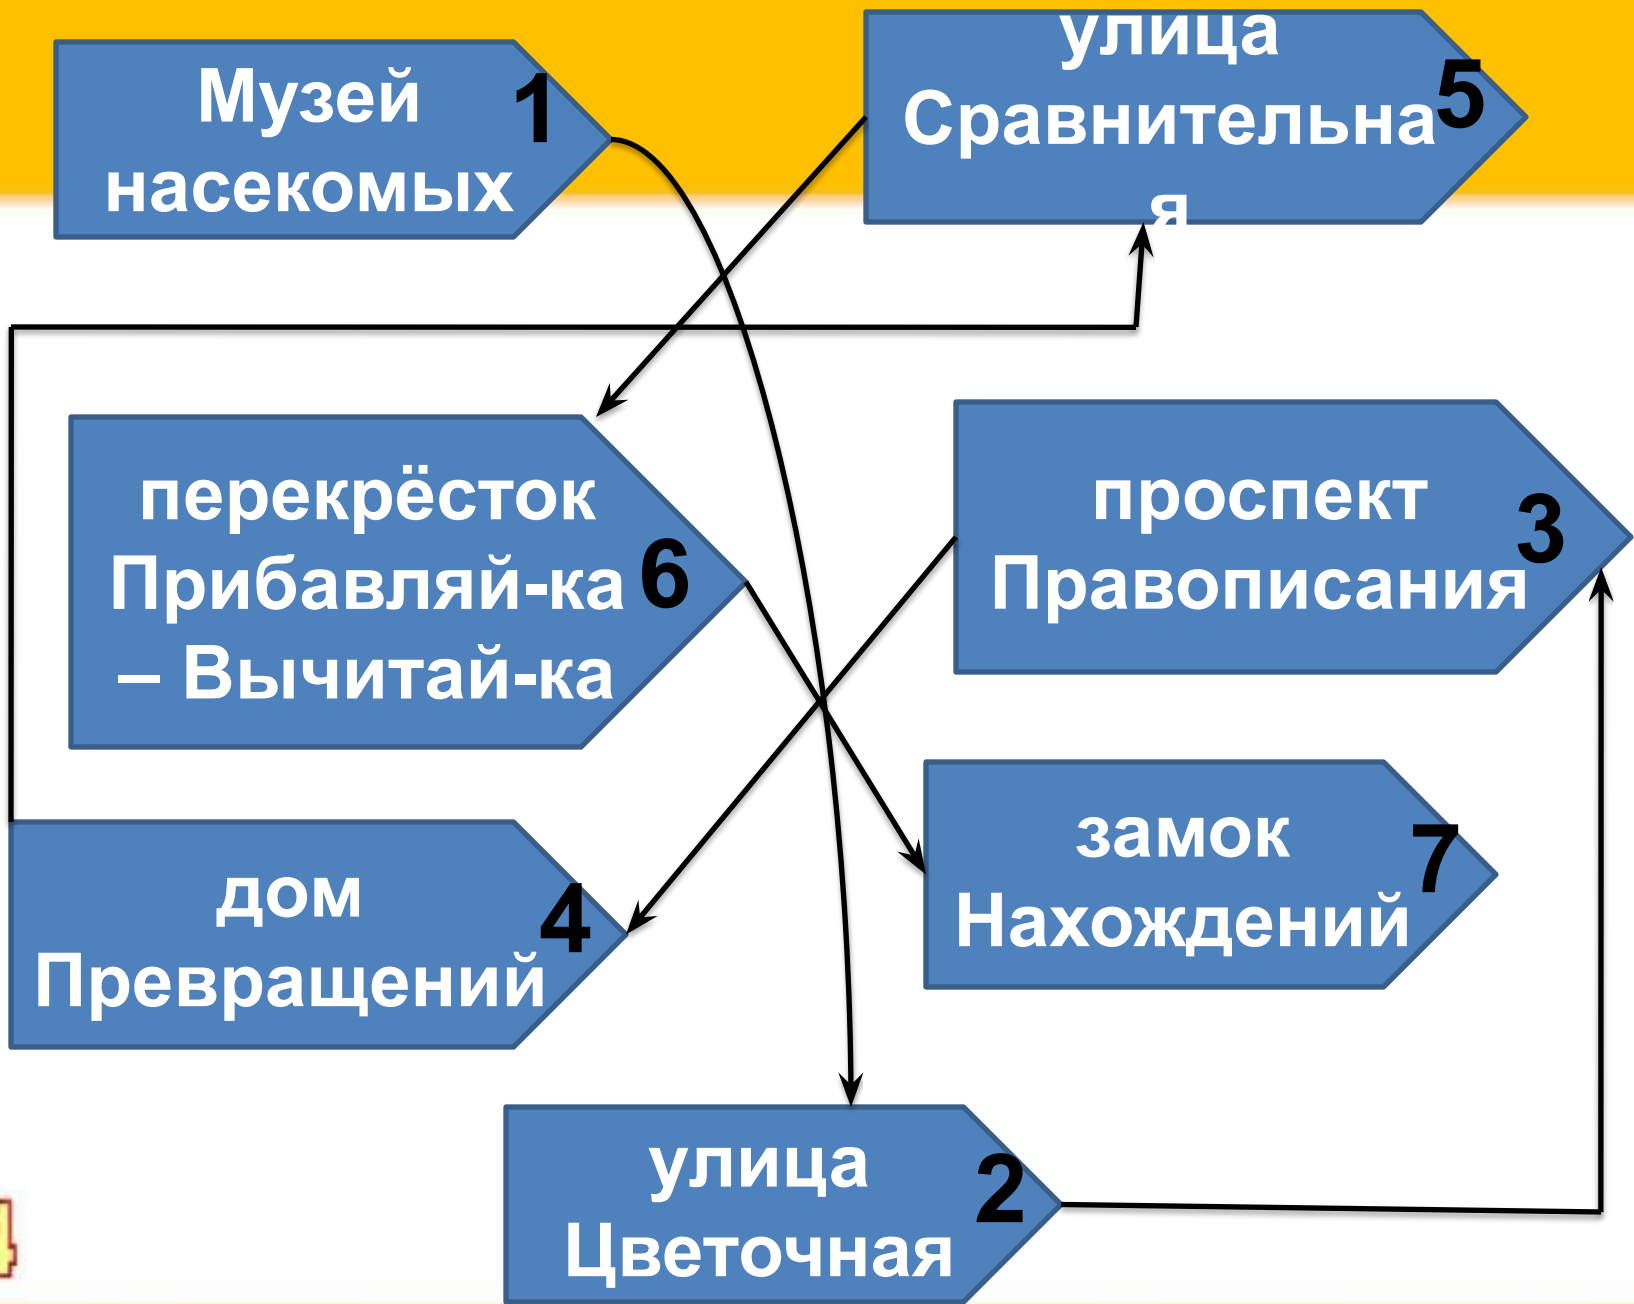 Музей
насекомых
1
улица
Сравнительна
я
5
перекрёсток
Прибавляй-ка
– Вычитай-ка
6
проспект
Правописания
3
дом
Превращений
4
замок
Нахождений
7
улица
Цветочная
2
4